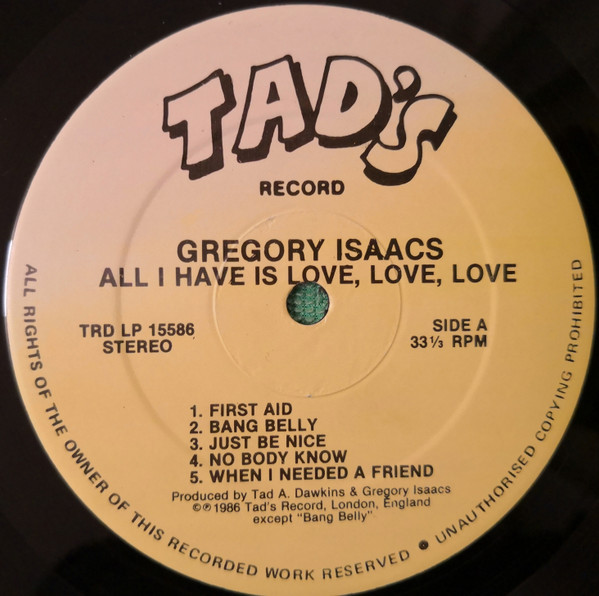 TAD's
RECORD
GREGORY ISAACS
ALL I HAVE IS LOVE, LOVE, LOVE
TRD LP 15586
STEREO
SIDE A
33⅓ RPM
1. FIRST AID
2. BANG BELLY
3. JUST BE NICE
4. NO BODY KNOW
5. WHEN I NEEDED A FRIEND
Produced by Tad A. Dawkins & Gregory Isaacs
©℗1986 Tad's Record, London, England
except "Bang Belly".
ALL RIGHTS OF THE OWNER OF THIS RECORDED WORK RESERVED ● UNAUTHORISED COPYING PROHIBITED